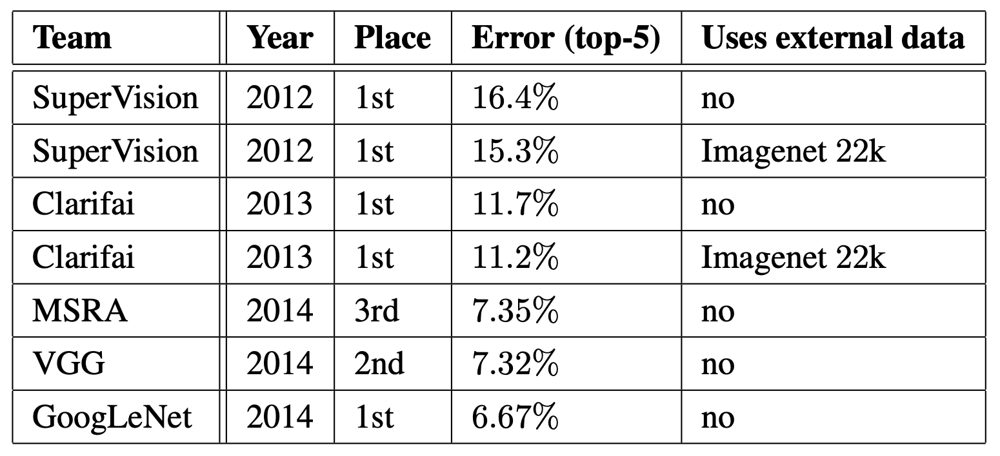 Team Year Place Error (top-5) Uses external data
SuperVision 2012 1st 16.4% no
SuperVision 2012 1st 15.3% Imagenet 22k
Clarifai 2013 1st 11.7% no
Clarifai 2013 1st 11.2% Imagenet 22k
MSRA 2014 3rd 7.35% no
VGG 2014 2nd 7.32% no
GoogLeNet 2014 1st 6.67% no